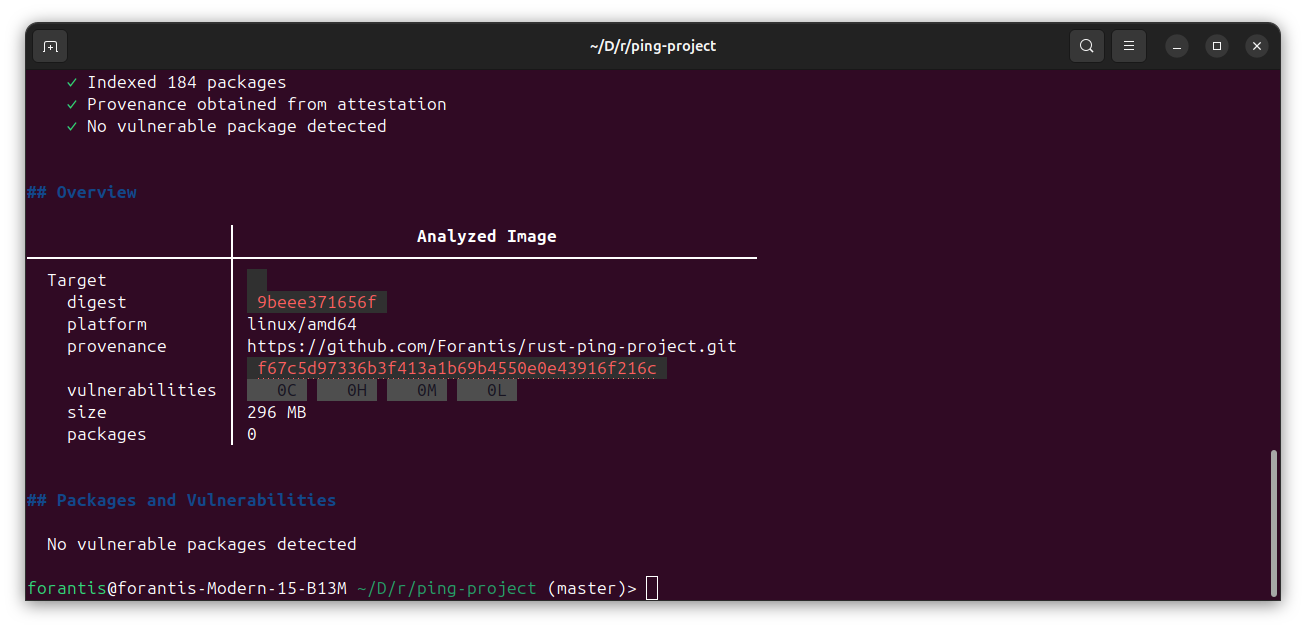 ~/D/r/ping-project
✓ Indexed 184 packages
✓ Provenance obtained from attestation
✓ No vulnerable package detected
## Overview
Analyzed Image
Target
digest 9beee371656f
platform linux/amd64
provenance https://github.com/Forantis/rust-ping-project.git
f67c5d97336b3f413a1b69b4550e0e43916f216c
vulnerabilities 0C 0H 0M 0L
size 296 MB
packages 0
## Packages and Vulnerabilities
No vulnerable packages detected
forantis@forantis-Modern-15-B13M ~/D/r/ping-project (master)>